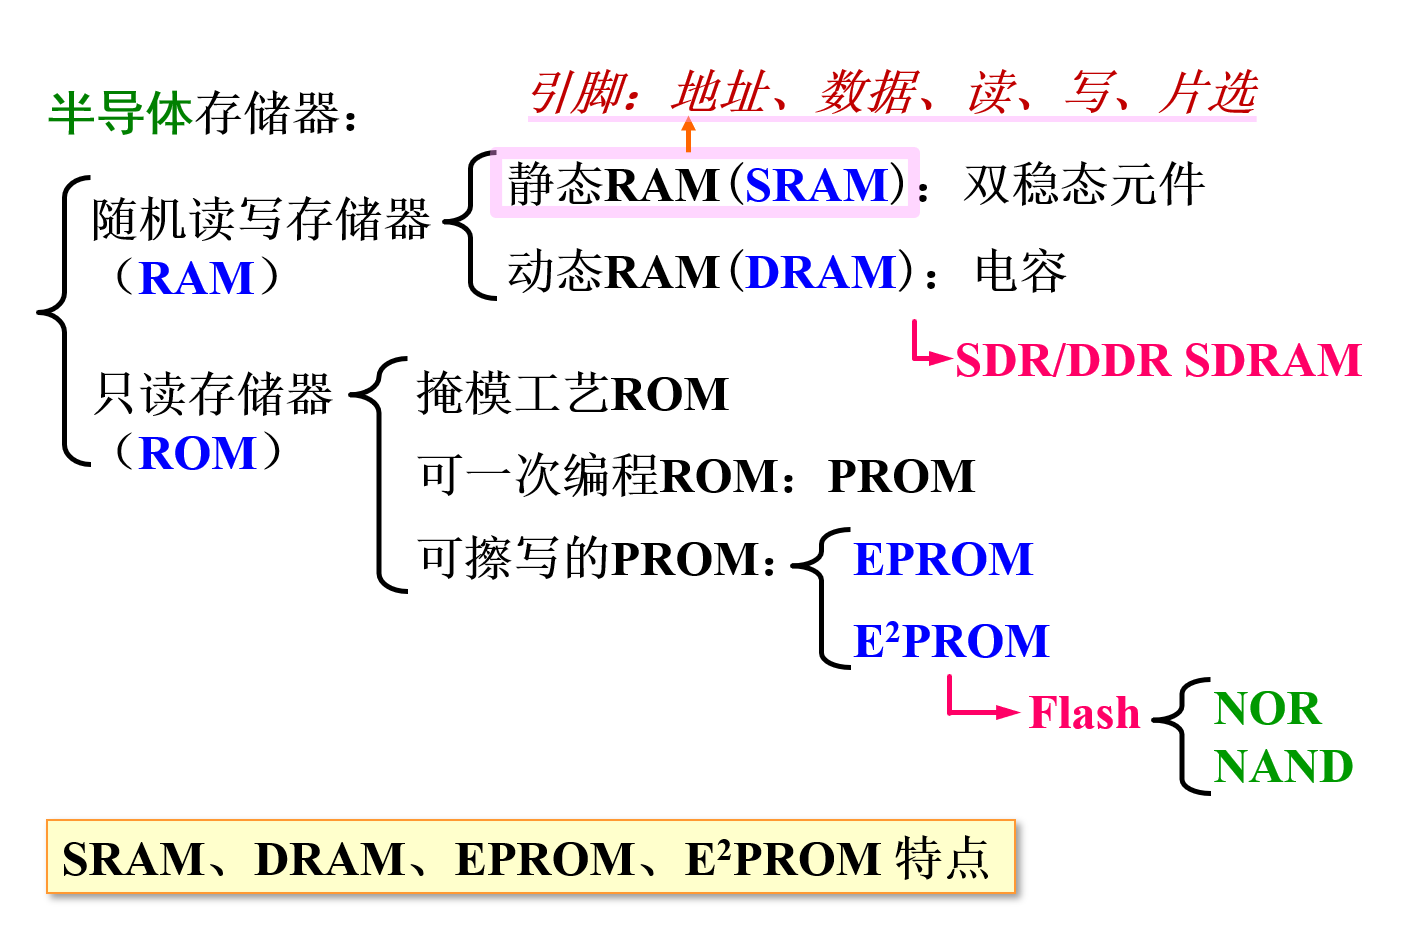 引脚：地址、数据、读、写、片选
半导体存储器：
静态RAM(SRAM)：双稳态元件
随机读写存储器
（RAM）
动态RAM(DRAM)：电容
SDR/DDR SDRAM
只读存储器
（ROM）
掩模工艺ROM
可一次编程ROM：PROM
可擦写的PROM：
EPROM
E²PROM
Flash
NOR
NAND
SRAM、DRAM、EPROM、E²PROM 特点